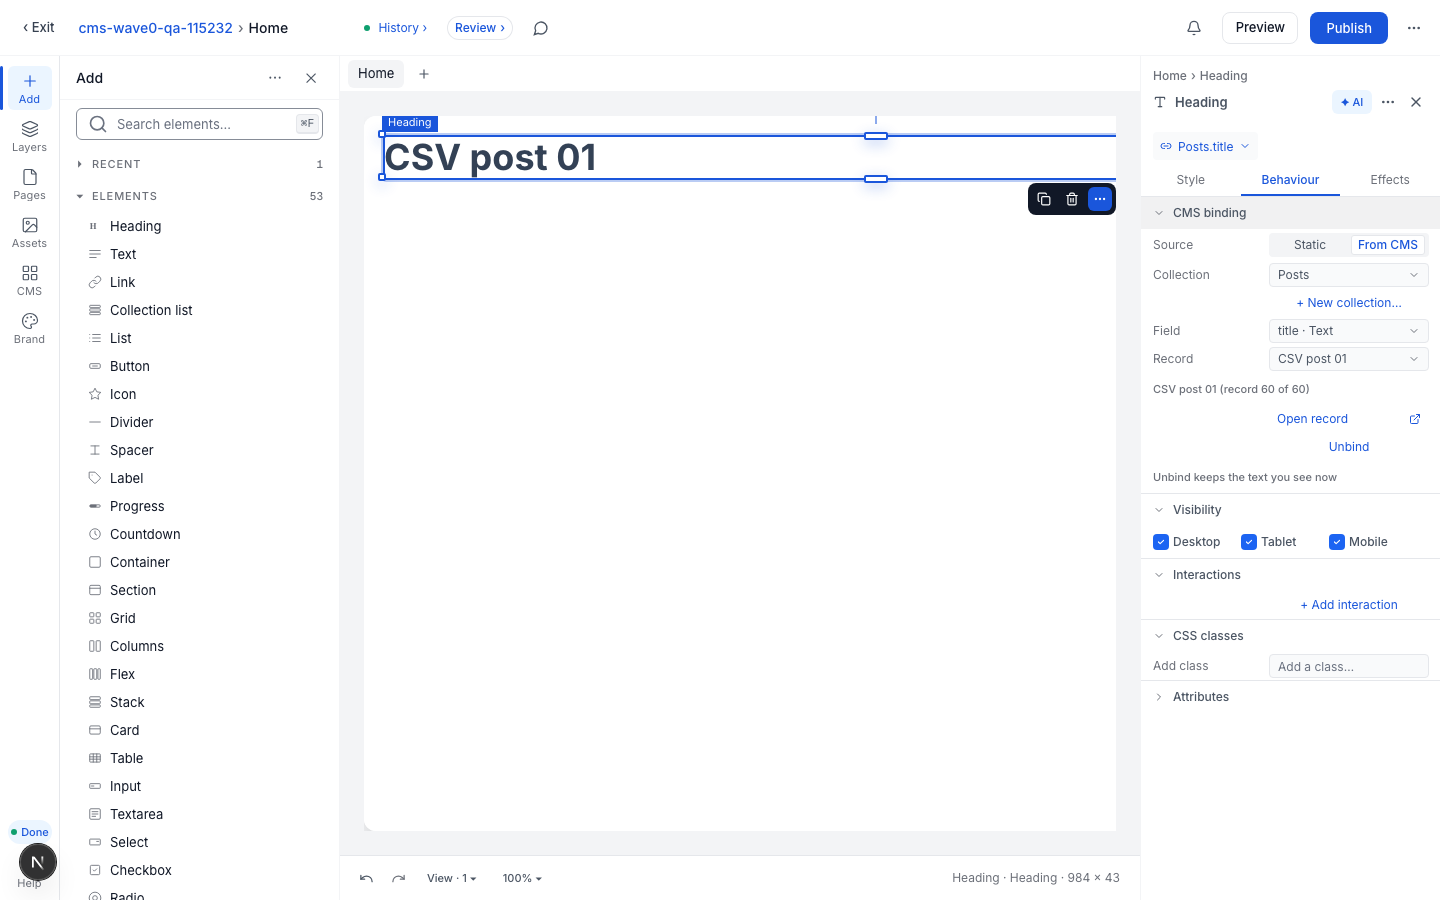 ‹ Exit
cms-wave0-qa-115232 › Home
History ›
Review ›
Preview
Publish
Add
Layers
Pages
Assets
CMS
Brand
Done
N
Help
Add
Search elements...
⌘F
RECENT 1
ELEMENTS 53
Heading
Text
Link
Collection list
List
Button
Icon
Divider
Spacer
Label
Progress
Countdown
Container
Section
Grid
Columns
Flex
Stack
Card
Table
Input
Textarea
Select
Checkbox
Radio
Home
Heading
CSV post 01
View · 1
100%
Heading · Heading · 984 × 43
Home › Heading
Heading
AI
Posts.title
Style
Behaviour
Effects
CMS binding
Source
Static
From CMS
Collection
Posts
+ New collection...
Field
title · Text
Record
CSV post 01
CSV post 01 (record 60 of 60)
Open record
Unbind
Unbind keeps the text you see now
Visibility
Desktop
Tablet
Mobile
Interactions
+ Add interaction
CSS classes
Add class
Add a class...
Attributes